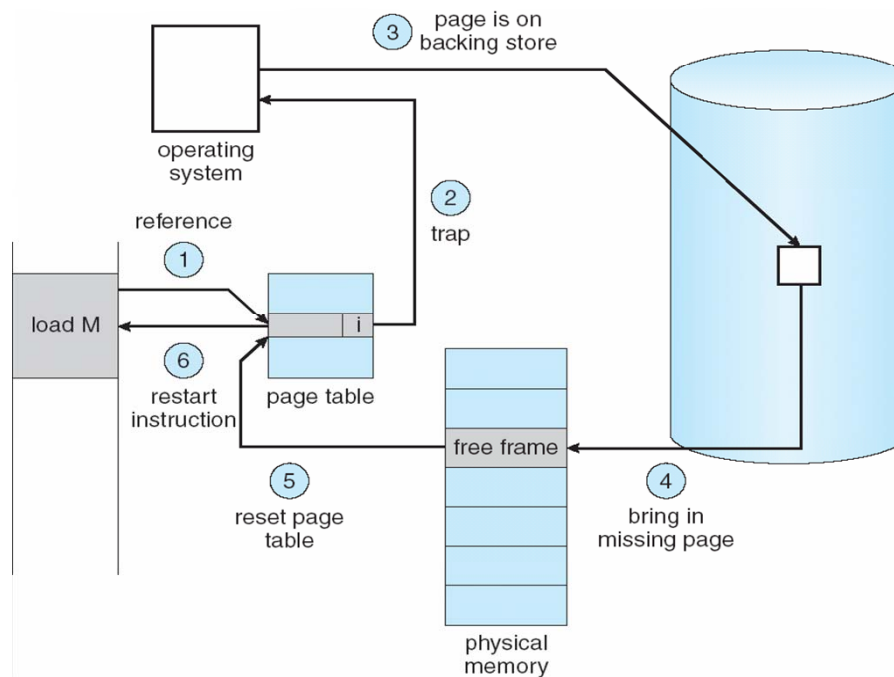 3
page is on
backing store
operating
system
2
trap
reference
1
load M
i
6
restart
instruction
page table
free frame
5
reset page
table
4
bring in
missing page
physical
memory